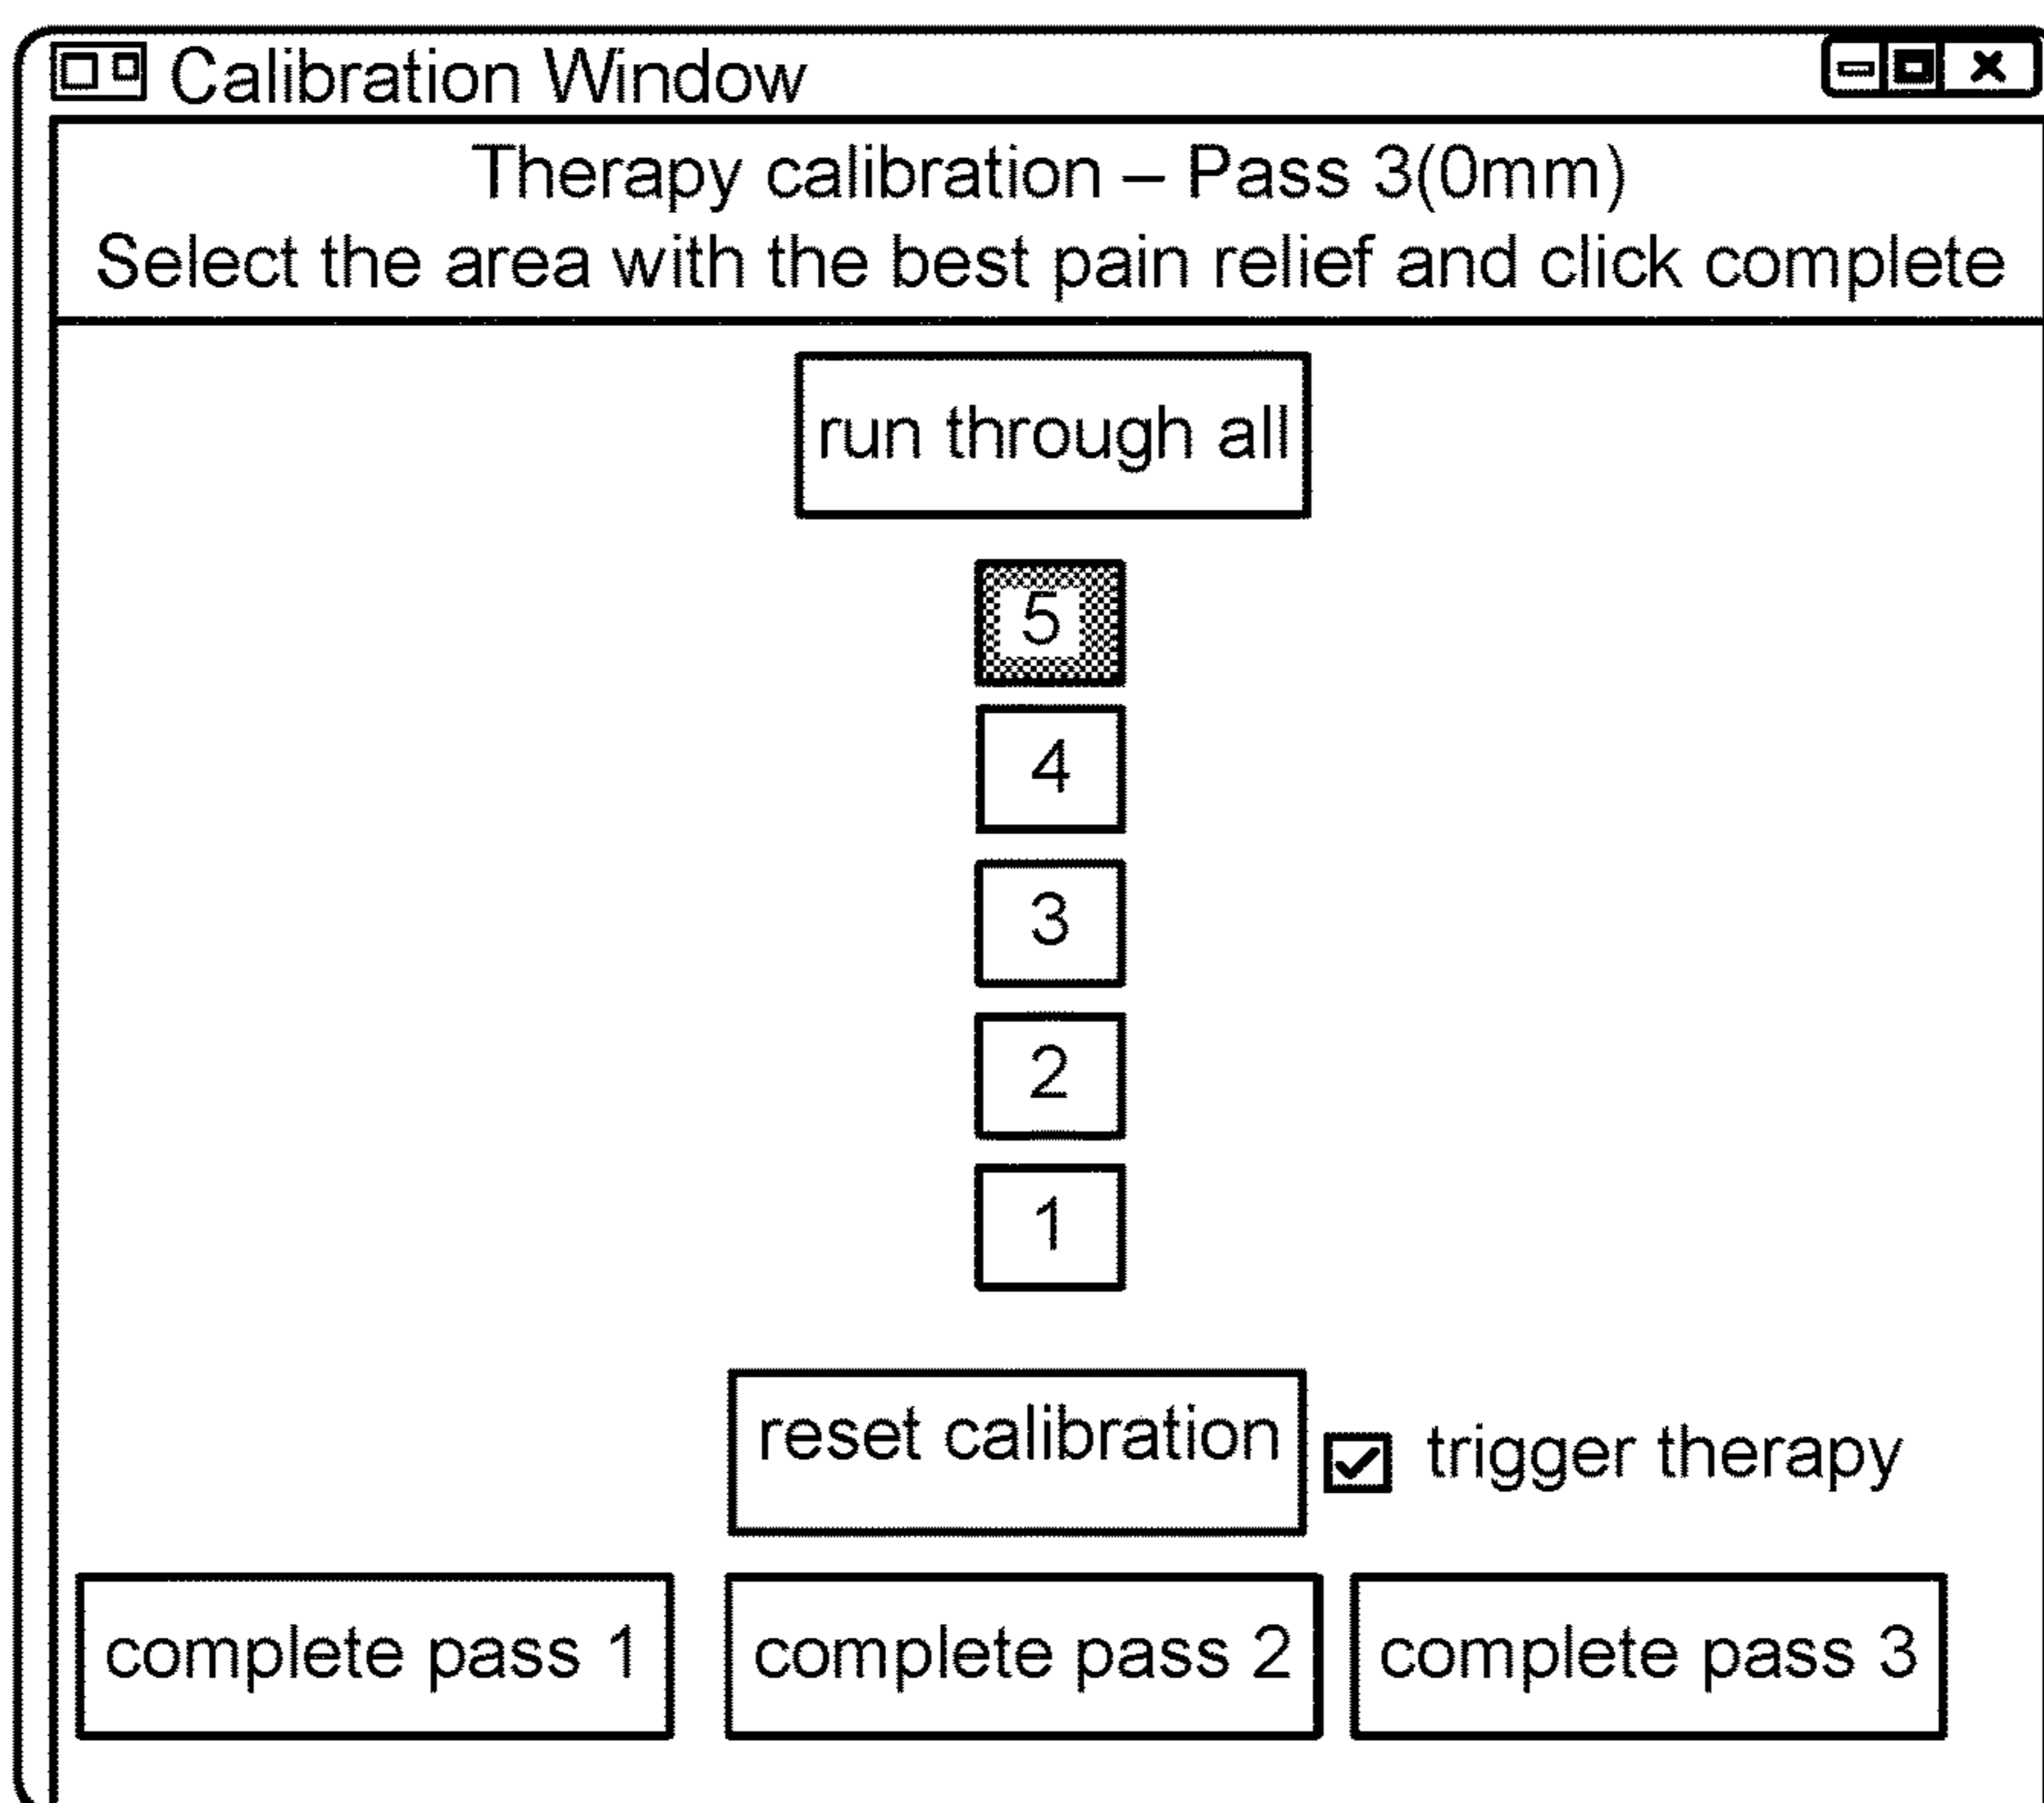 Calibration Window
Therapy calibration – Pass 3(0mm)
Select the area with the best pain relief and click complete
run through all
5
4
3
2
1
reset calibration
trigger therapy
complete pass 1
complete pass 2
complete pass 3